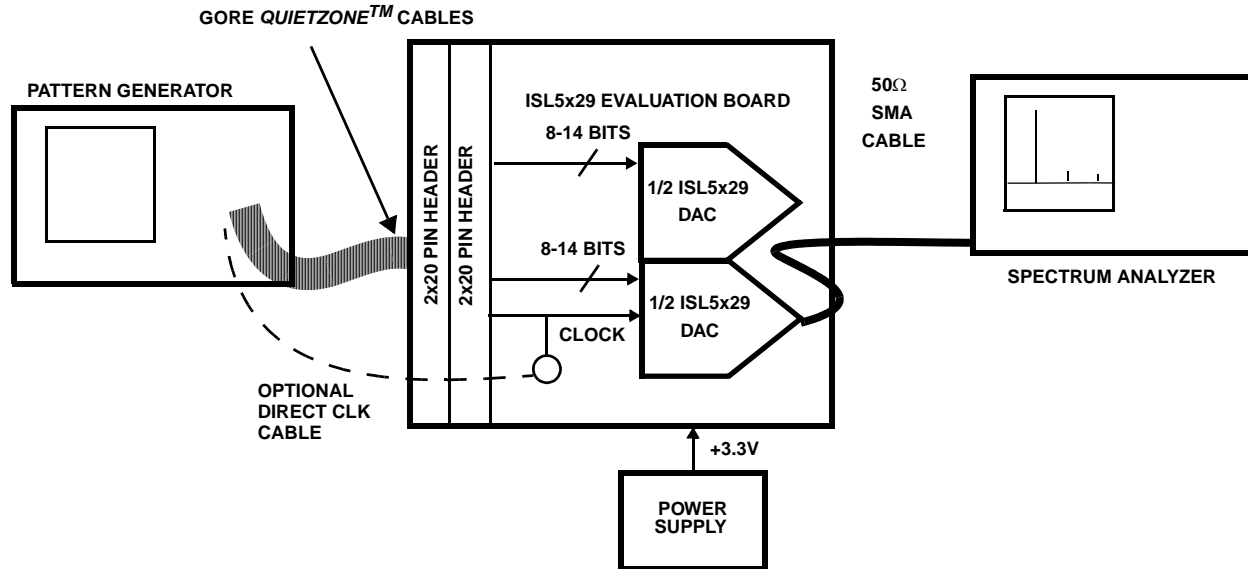 GORE QUIETZONE™ CABLES
PATTERN GENERATOR
2x20 PIN HEADER
2x20 PIN HEADER
ISL5x29 EVALUATION BOARD
8-14 BITS
1/2 ISL5x29
DAC
8-14 BITS
1/2 ISL5x29
DAC
CLOCK
OPTIONAL
DIRECT CLK
CABLE
50Ω
SMA
CABLE
SPECTRUM ANALYZER
+3.3V
POWER
SUPPLY